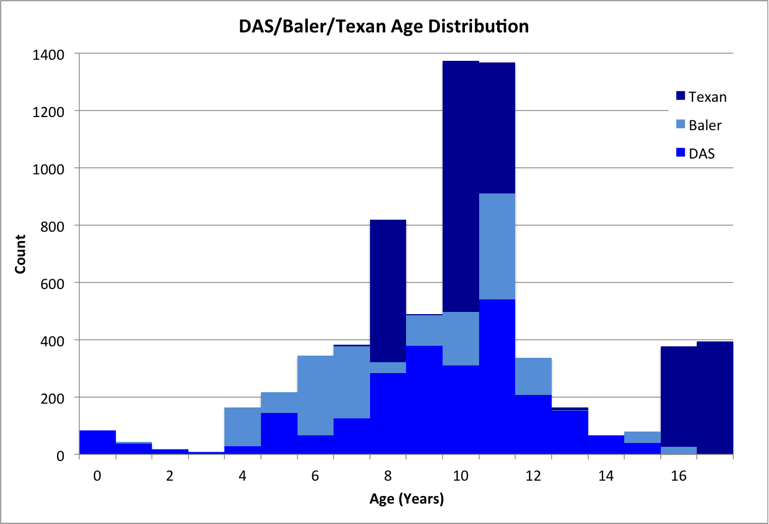 DAS/Baler/Texan Age Distribution
1400
1200
1000
800
600
400
200
0
Count
Texan
Baler
DAS
0 2 4 6 8 10 12 14 16
Age (Years)